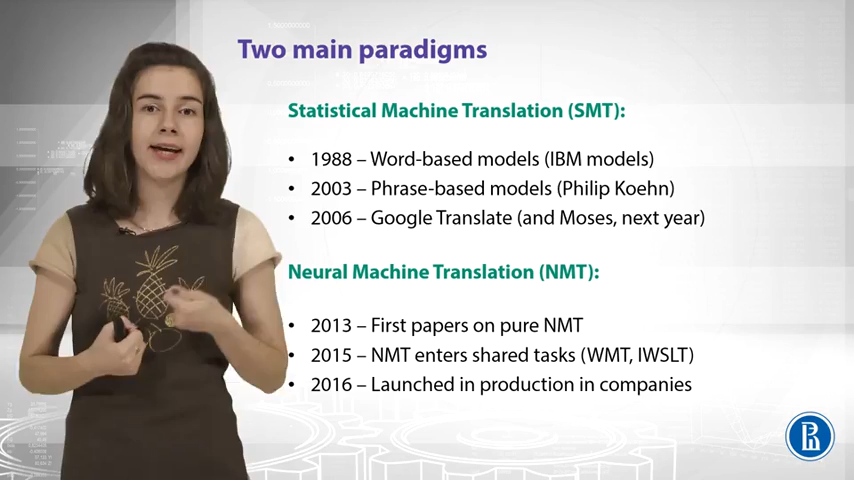 Two main paradigms
Statistical Machine Translation (SMT):
• 1988 – Word-based models (IBM models)
• 2003 – Phrase-based models (Philip Koehn)
• 2006 – Google Translate (and Moses, next year)
Neural Machine Translation (NMT):
• 2013 – First papers on pure NMT
• 2015 – NMT enters shared tasks (WMT, IWSLT)
• 2016 – Launched in production in companies